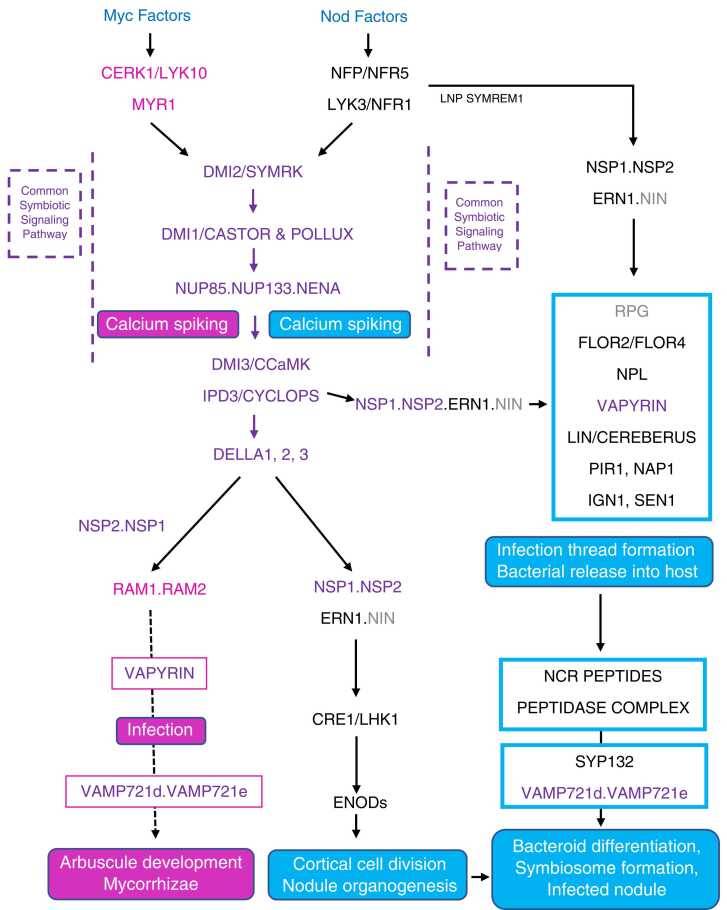 Myc Factors
Nod Factors
CERK1/LYK10
MYR1
NFP/NFR5
LYK3/NFR1
LNP SYMREM1
NSP1.NSP2
ERN1.NIN
Common
Symbiotic
Signaling
Pathway
DMI2/SYMRK
DMI1/CASTOR & POLLUX
NUP85.NUP133.NENA
Calcium spiking
Calcium spiking
Common
Symbiotic
Signaling
Pathway
DMI3/CCaMK
IPD3/CYCLOPS
NSP1.NSP2.ERN1.NIN
DELLA1, 2, 3
RPG
FLOR2/FLOR4
NPL
VAPYRIN
LIN/CEREBERUS
PIR1, NAP1
IGN1, SEN1
NSP2.NSP1
RAM1.RAM2
VAPYRIN
Infection
VAMP721d.VAMP721e
Arbuscule development
Mycorrhizae
NSP1.NSP2
ERN1.NIN
CRE1/LHK1
ENODs
Cortical cell division
Nodule organogenesis
Infection thread formation
Bacterial release into host
NCR PEPTIDES
PEPTIDASE COMPLEX
SYP132
VAMP721d.VAMP721e
Bacteroid differentiation,
Symbiosome formation,
Infected nodule